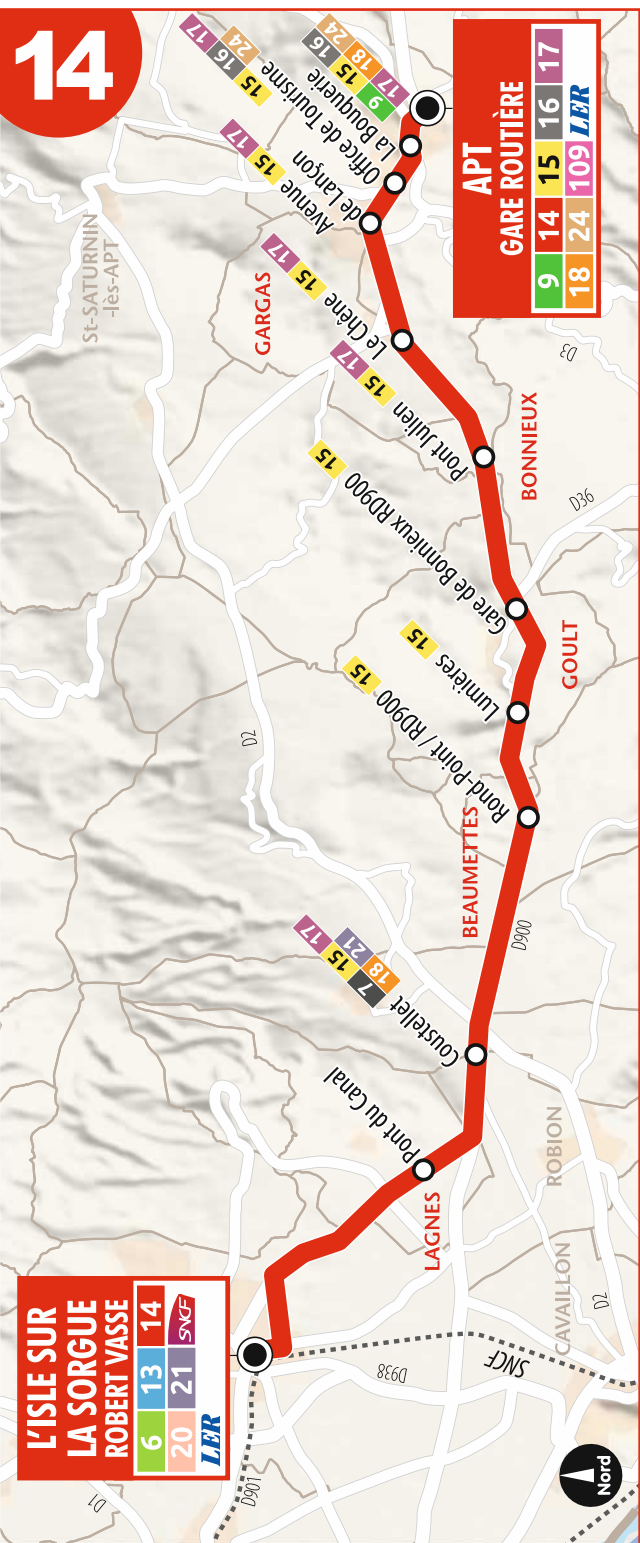 14
17
16
15
24
Office de Tourisme
24
16
18
15
17
9
La Bouquerie
17
15
Avenue
de Lançon
17
15
Le Chêne
17
15
Pont Julien
15
Gare de Bonnieux RD900
15
Lumières
15
Rond-Point / RD900
17
15
7
21
18
Coustellet
Pont du Canal
APT
GARE ROUTIÈRE
9 14 15 16 17
18 24 109 LER
St-SATURNIN
-lès-APT
GARGAS
BONNIEUX
GOULT
BEAUMETTES
LAGNES
ROBION
CAVAILLON
D3
D36
D2
D900
D2
D938
D901
D1
SNCF
L'ISLE SUR
LA SORGUE
ROBERT VASSE
6 13 14
20 21 SNCF
LER
Nord